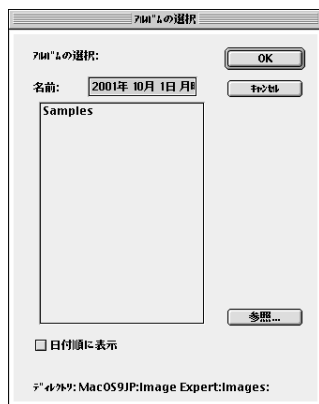 ｱﾙﾊﾞﾑの選択
ｱﾙﾊﾞﾑの選択:
OK
名前:
2001年 10月 1日 月
ｷｬﾝｾﾙ
Samples
参照...
日付順に表示
ﾃﾞｨﾚｸﾄﾘ: MacOS9JP:Image Expert:Images: